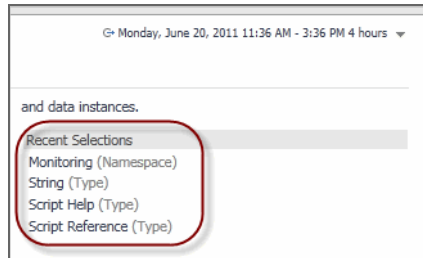 Monday, June 20, 2011 11:36 AM - 3:36 PM 4 hours
and data instances.
Recent Selections
Monitoring (Namespace)
String (Type)
Script Help (Type)
Script Reference (Type)